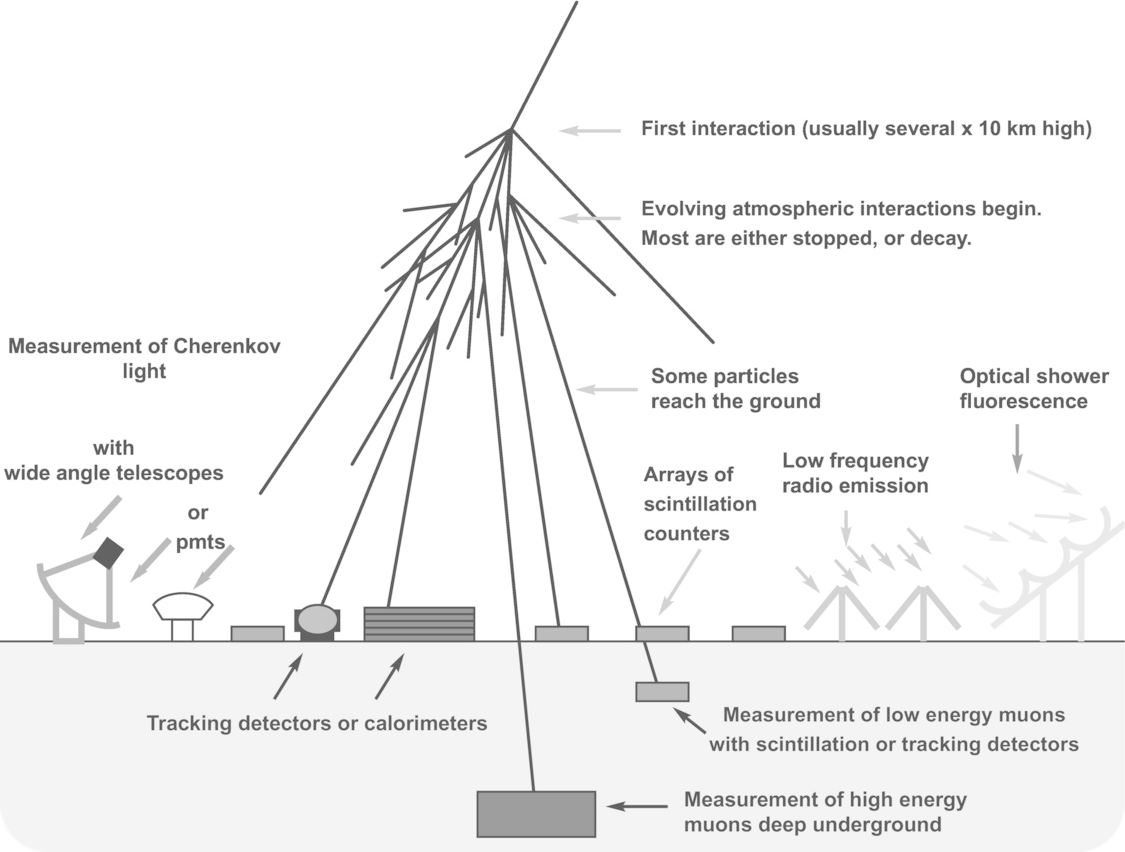 First interaction (usually several x 10 km high)
Evolving atmospheric interactions begin.
Most are either stopped, or decay.
Measurement of Cherenkov
light
with
wide angle telescopes
or
pmts
Some particles
reach the ground
Optical shower
fluorescence
Low frequency
radio emission
Arrays of
scintillation
counters
Tracking detectors or calorimeters
Measurement of low energy muons
with scintillation or tracking detectors
Measurement of high energy
muons deep underground